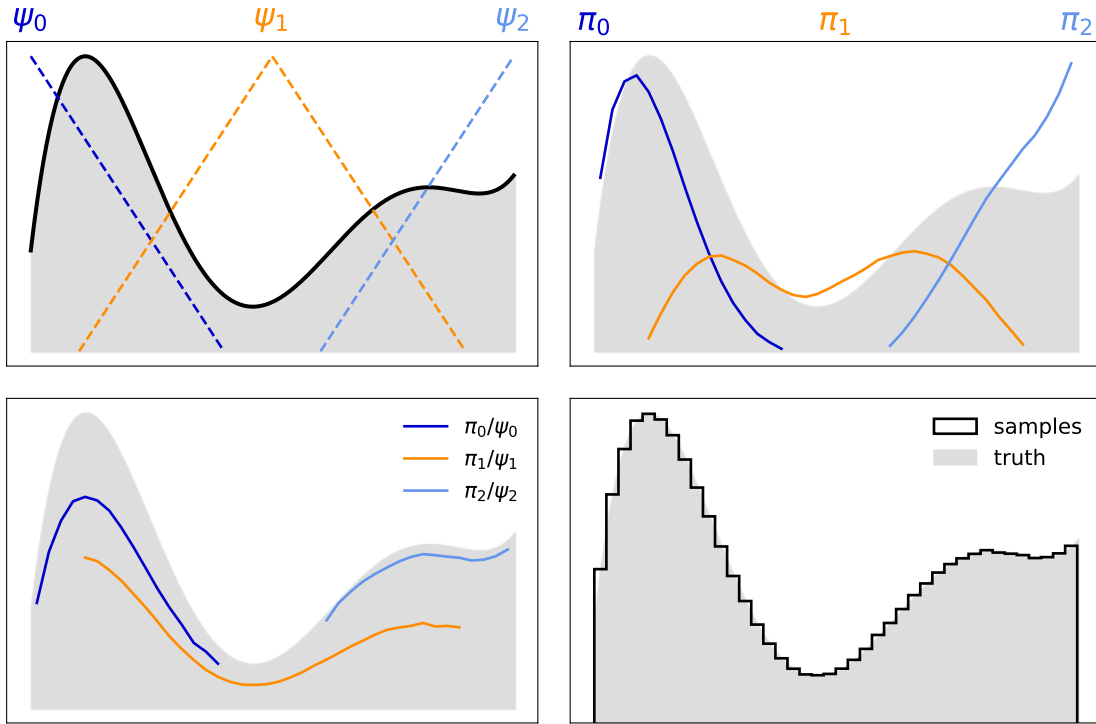 ψ₀ ψ₁ ψ₂
π₀ π₁ π₂
π₀/ψ₀
π₁/ψ₁
π₂/ψ₂
samples
truth